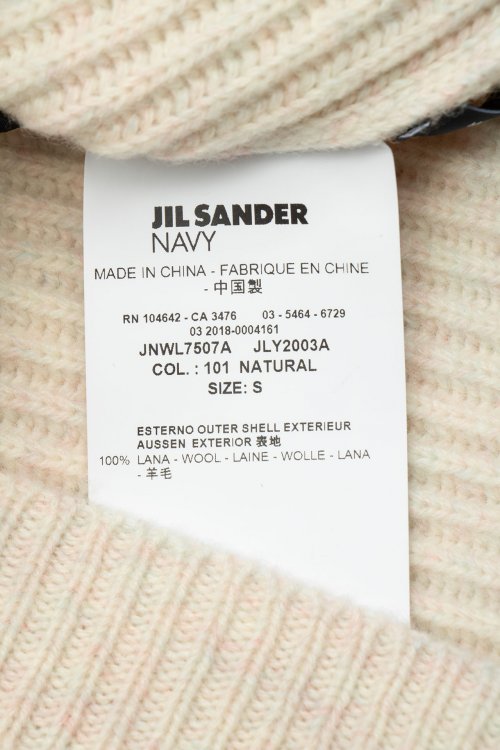 JIL SANDER
NAVY
MADE IN CHINA - FABRIQUE EN CHINE
- 中国製
RN 104642 - CA 3476 03 - 5464 - 6729
03 2018-0004161
JNWL7507A JLY2003A
COL. : 101 NATURAL
SIZE: S
ESTERNO OUTER SHELL EXTERIEUR
AUSSEN EXTERIOR 表地
100% LANA - WOOL - LAINE - WOLLE - LANA
- 羊毛